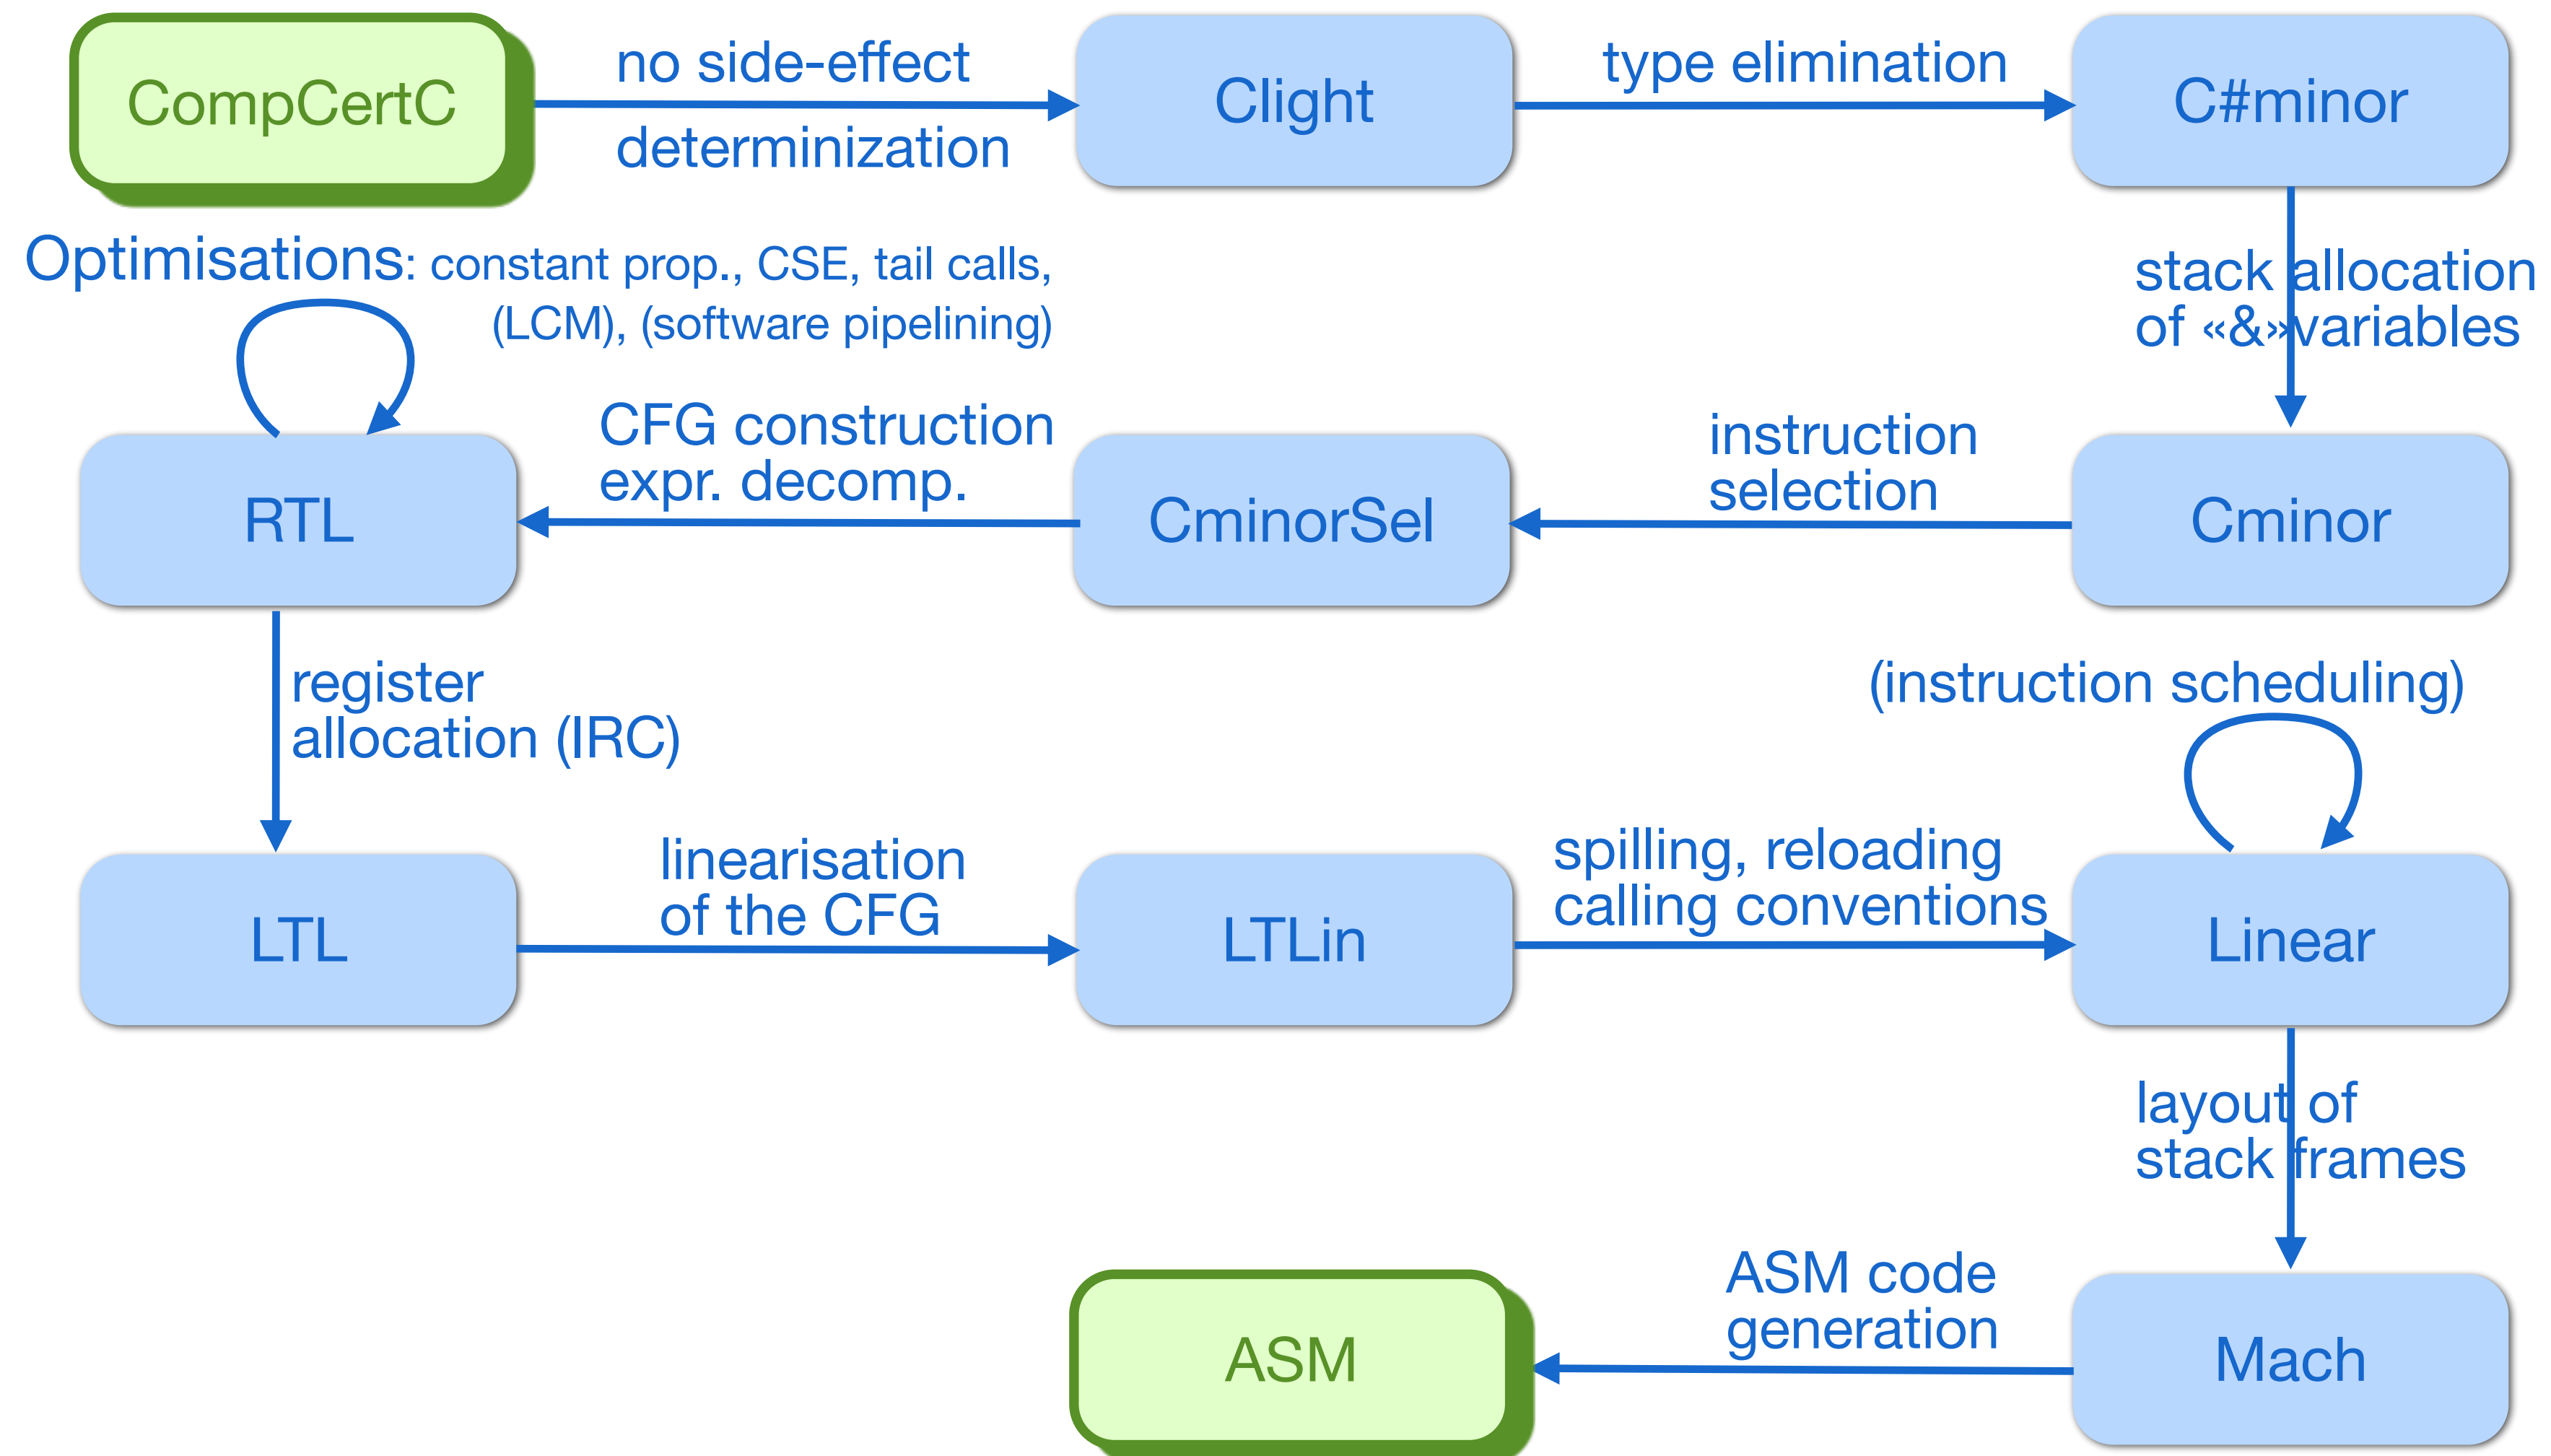 CompCertC
no side-effect
determinization
Clight
type elimination
C#minor
Optimisations: constant prop., CSE, tail calls,
(LCM), (software pipelining)
stack allocation
of «&»variables
RTL
CFG construction
expr. decomp.
CminorSel
instruction
selection
Cminor
register
allocation (IRC)
(instruction scheduling)
LTL
linearisation
of the CFG
LTLin
spilling, reloading
calling conventions
Linear
layout of
stack frames
ASM
ASM code
generation
Mach